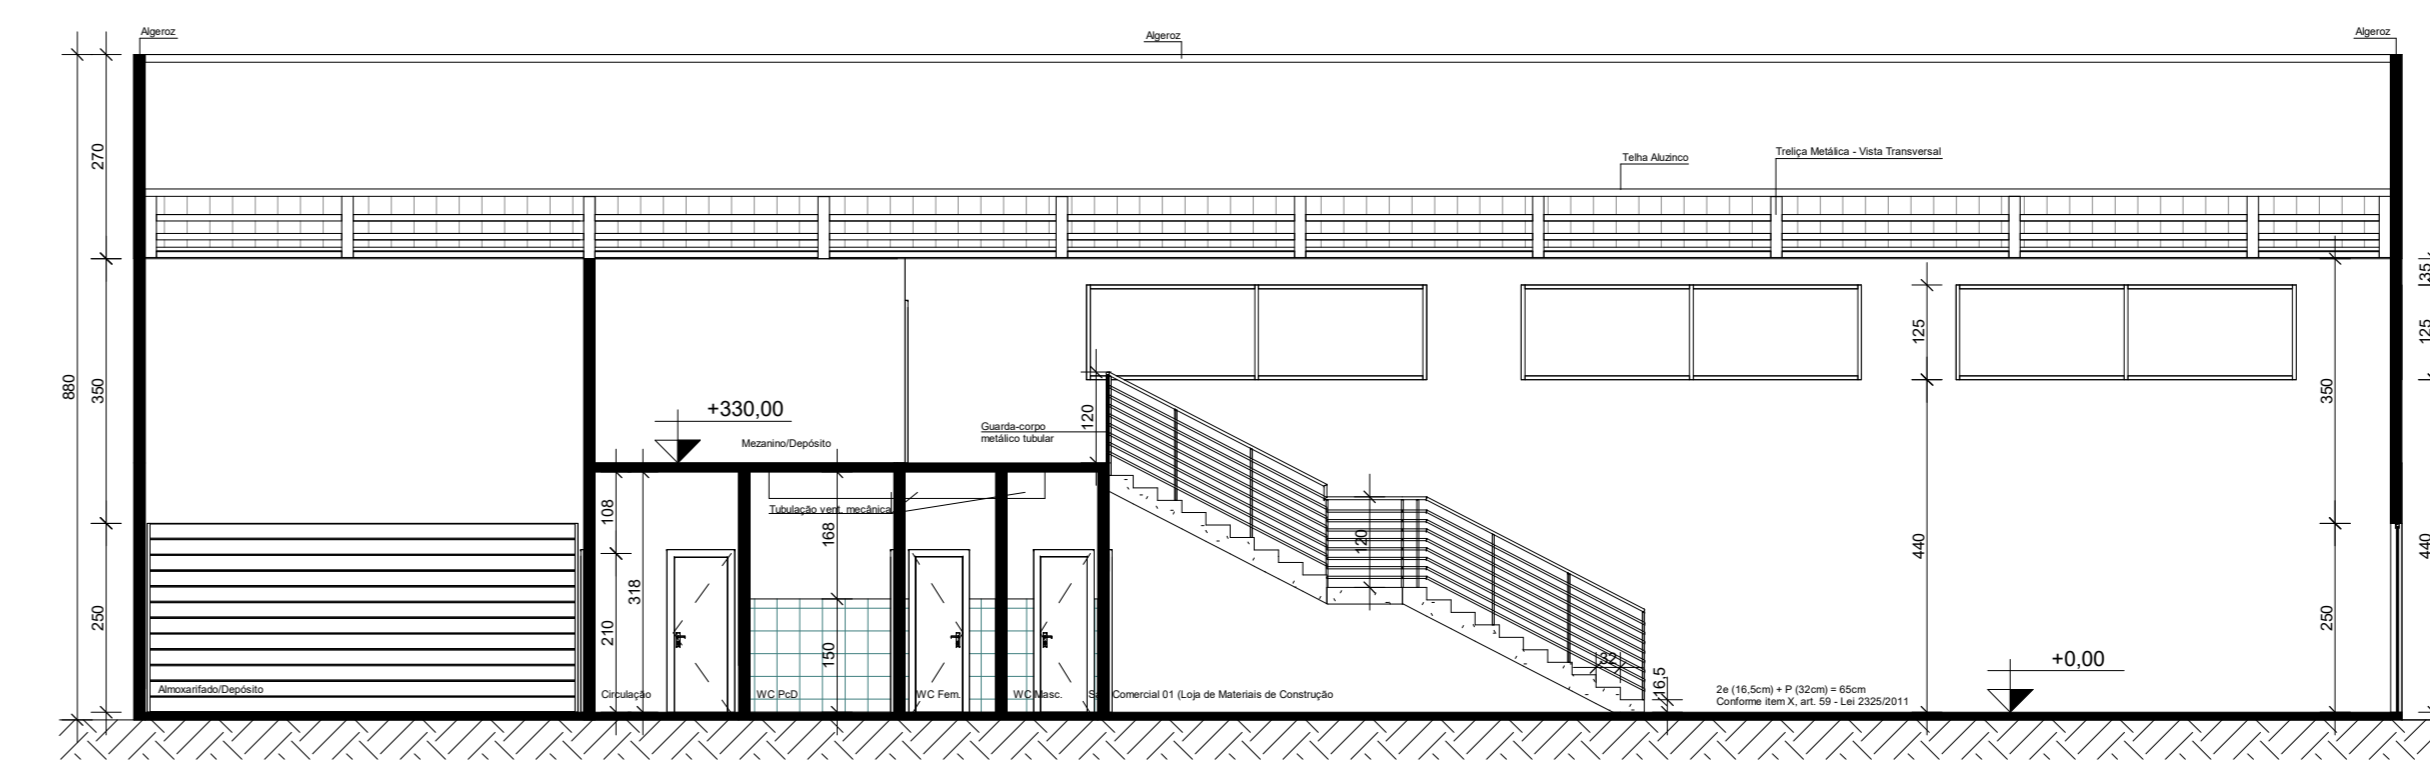 Algeroz
Algeroz
Algeroz
270
Telha Aluzinco
Treliça Metálica - Vista Transversal
35
125
125
880
350
350
+330,00
Mezanino/Depósito
Guarda-corpo
metálico tubular
120
108
Tubulação vent. mecânica
168
120
318
210
150
440
440
250
250
32
16,5
+0,00
Almoxarifado/Depósito
Circulação
WC PcD
WC Fem.
WC Masc.
Comercial 01 (Loja de Materiais de Construção
2e (16,5cm) + P (32cm) = 65cm
Conforme item X, art. 59 - Lei 2325/2011